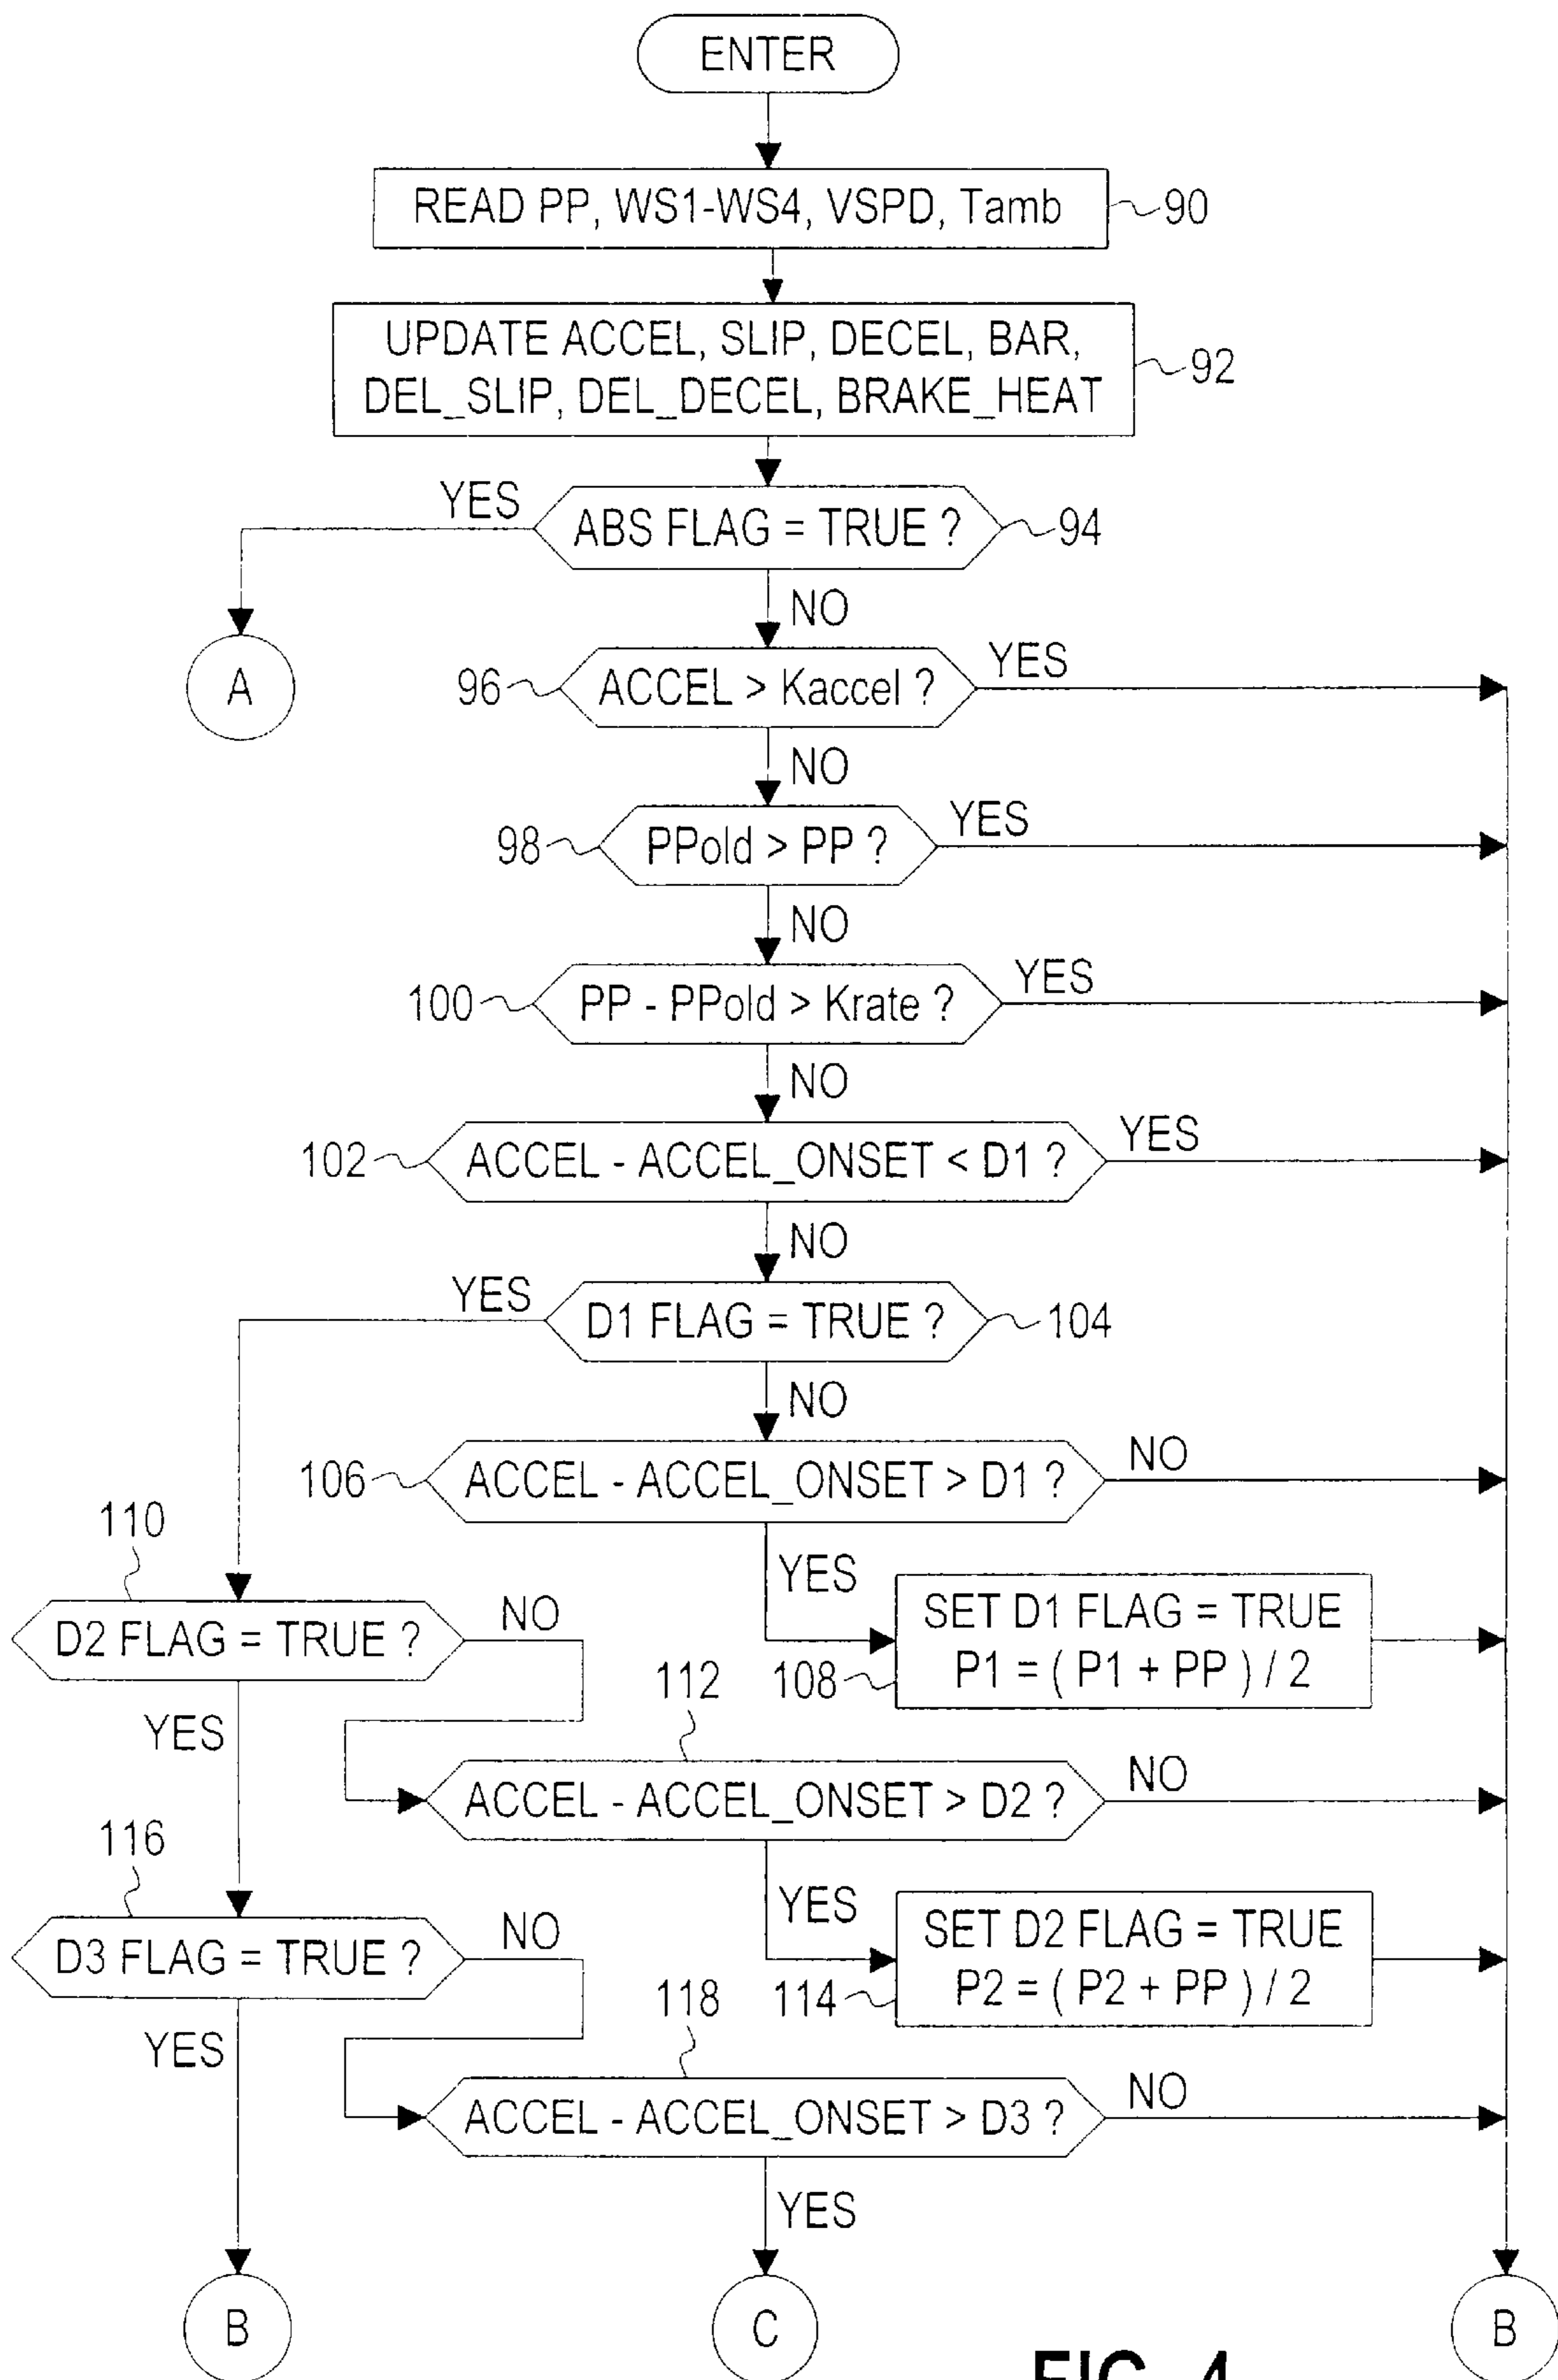 ENTER
READ PP, WS1-WS4, VSPD, Tamb
90
UPDATE ACCEL, SLIP, DECEL, BAR,
DEL_SLIP, DEL_DECEL, BRAKE_HEAT
92
YES
ABS FLAG = TRUE ?
94
NO
A
96
ACCEL > Kaccel ?
YES
NO
98
PPold > PP ?
YES
NO
100
PP - PPold > Krate ?
YES
NO
102
ACCEL - ACCEL_ONSET < D1 ?
YES
NO
YES
D1 FLAG = TRUE ?
104
NO
106
ACCEL - ACCEL_ONSET > D1 ?
NO
110
YES
SET D1 FLAG = TRUE
P1 = ( P1 + PP ) / 2
108
D2 FLAG = TRUE ?
NO
YES
112
ACCEL - ACCEL_ONSET > D2 ?
NO
116
YES
SET D2 FLAG = TRUE
P2 = ( P2 + PP ) / 2
114
D3 FLAG = TRUE ?
NO
YES
118
ACCEL - ACCEL_ONSET > D3 ?
NO
YES
B
C
B
FIG. 4